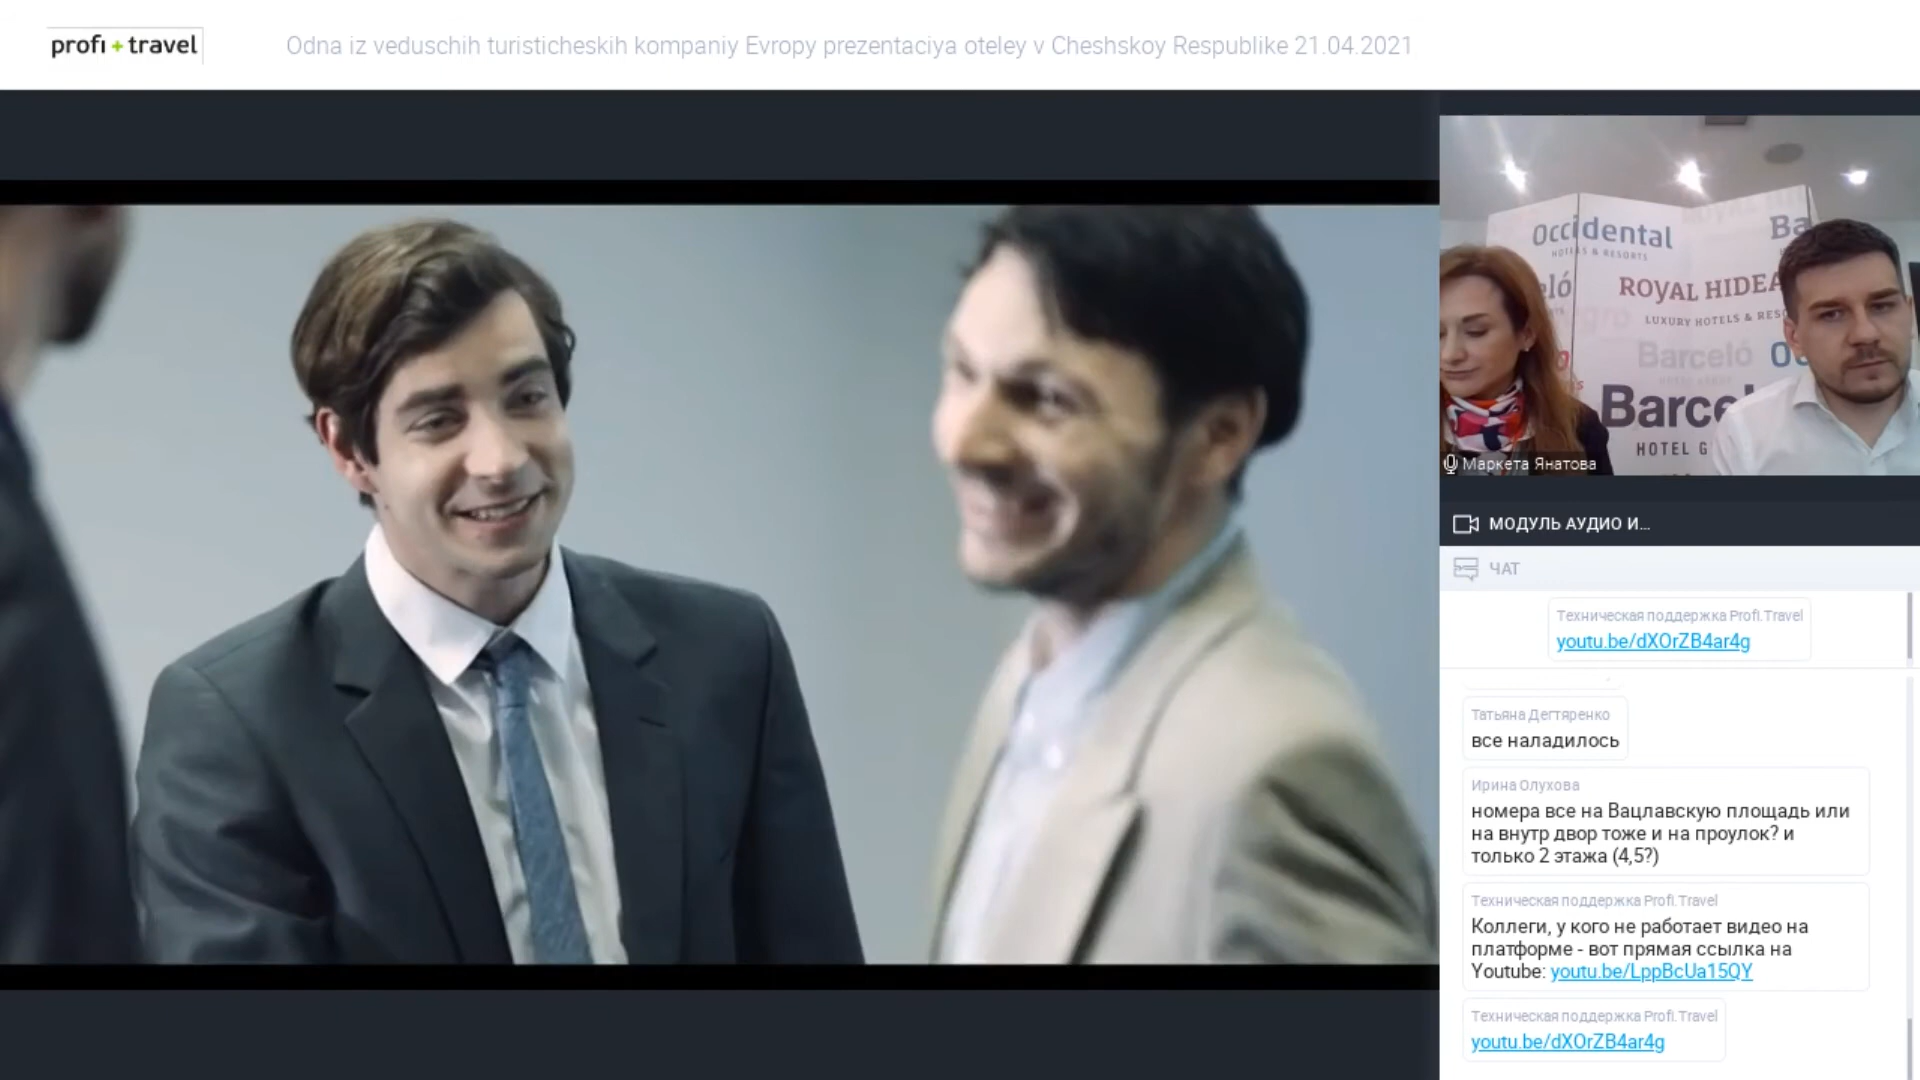 profi + travel
Odna iz veduschih turisticheskih kompaniy Evropy prezentaciya oteley v Cheshskoy Respublike 21.04.2021
Occidental
HOTELS & RESORTS
Ba
eló
ROYAL HIDEA
LUXURY HOTELS & RESO
Barceló
Barce
HOTEL G
Маркета Янатова
МОДУЛЬ АУДИО И...
ЧАТ
Техническая поддержка Profi.Travel
youtu.be/dXOrZB4ar4g
Татьяна Дегтяренко
все наладилось
Ирина Олухова
номера все на Вацлавскую площадь или
на внутр двор тоже и на проулок? и
только 2 этажа (4,5?)
Техническая поддержка Profi.Travel
Коллеги, у кого не работает видео на
платформе - вот прямая ссылка на
Youtube: youtu.be/LppBcUa15QY
Техническая поддержка Profi.Travel
youtu.be/dXOrZB4ar4g